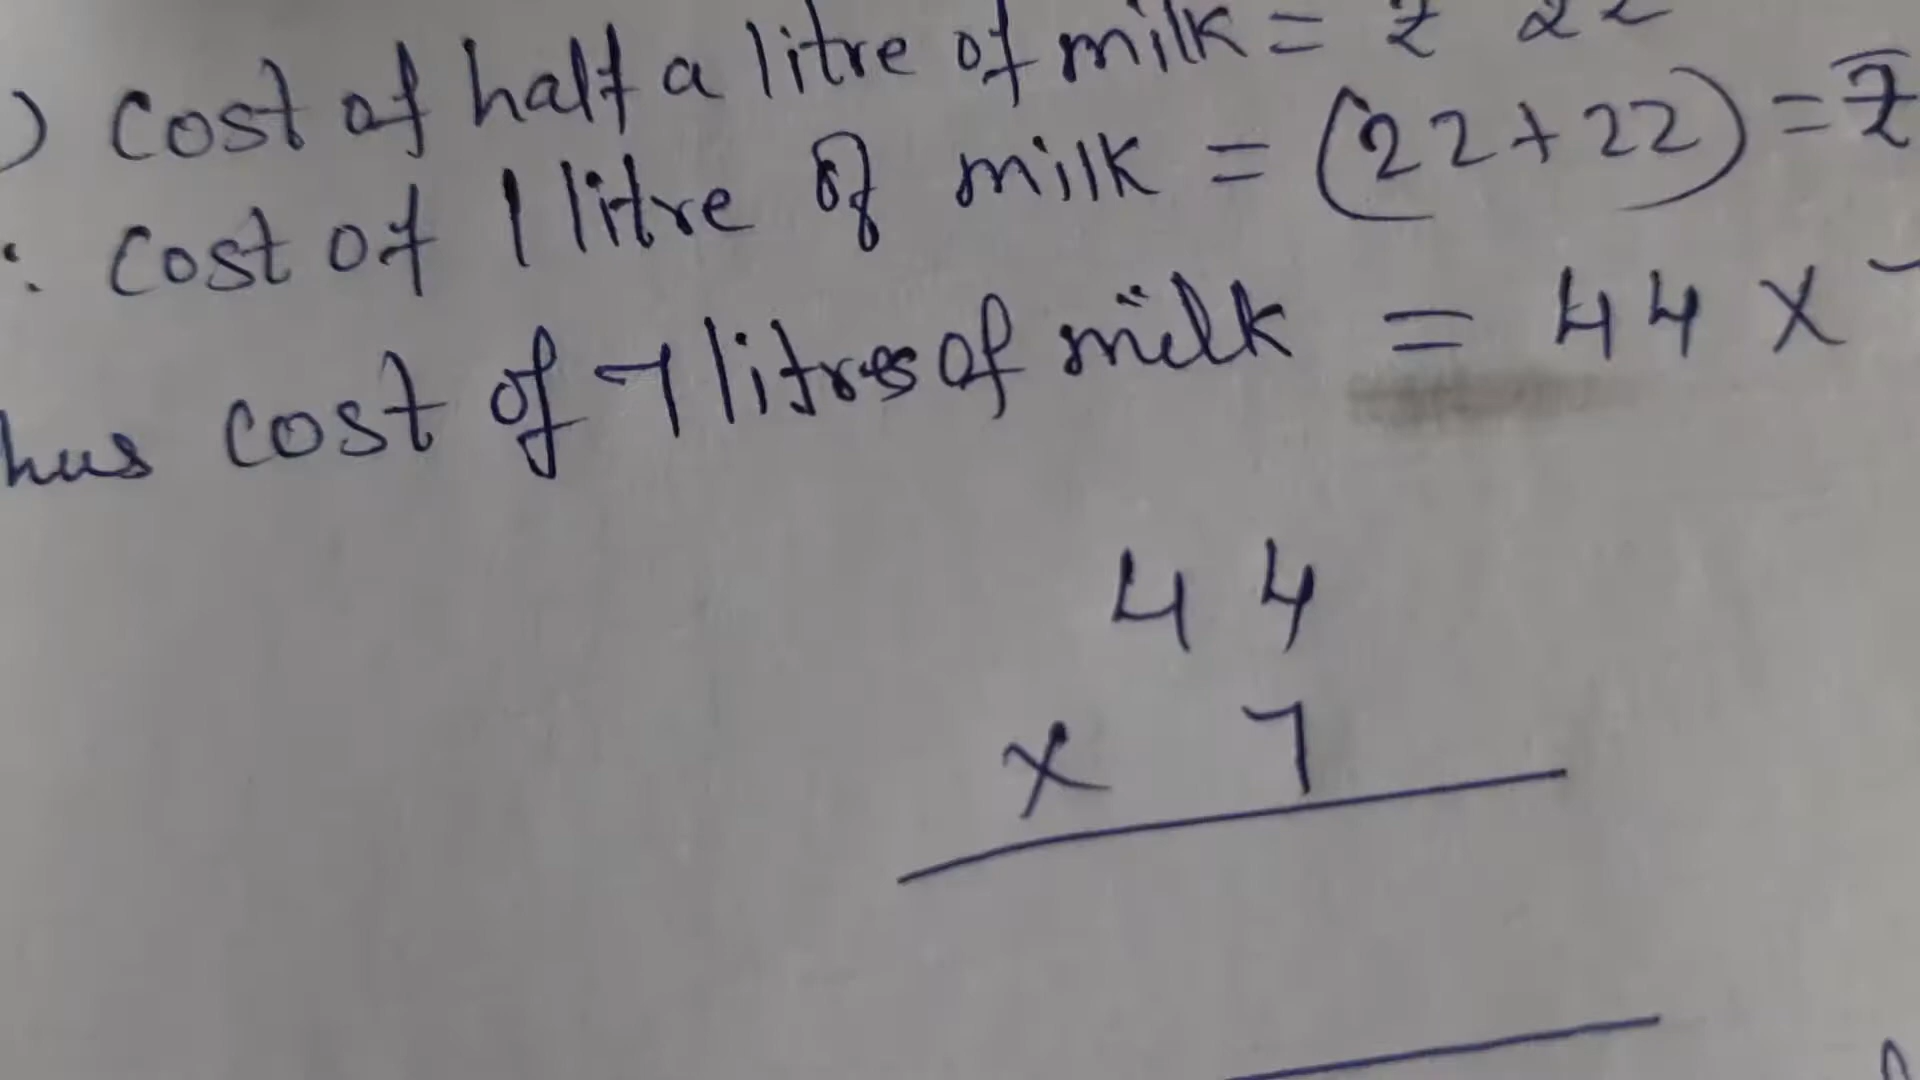 ) Cost of half a litre of milk = ₹ 22
: Cost of 1 litre of milk = (22+22) = ₹
hus cost of 7 litres of milk = 44 x
44
x 7